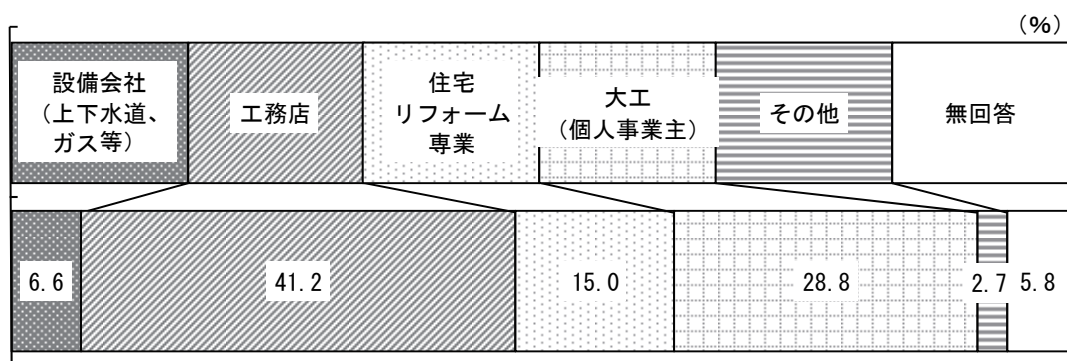 （%）
設備会社
（上下水道、
ガス等）
工務店
住宅
リフォーム
専業
大工
（個人事業主）
その他
無回答
6.6
41.2
15.0
28.8
2.7
5.8